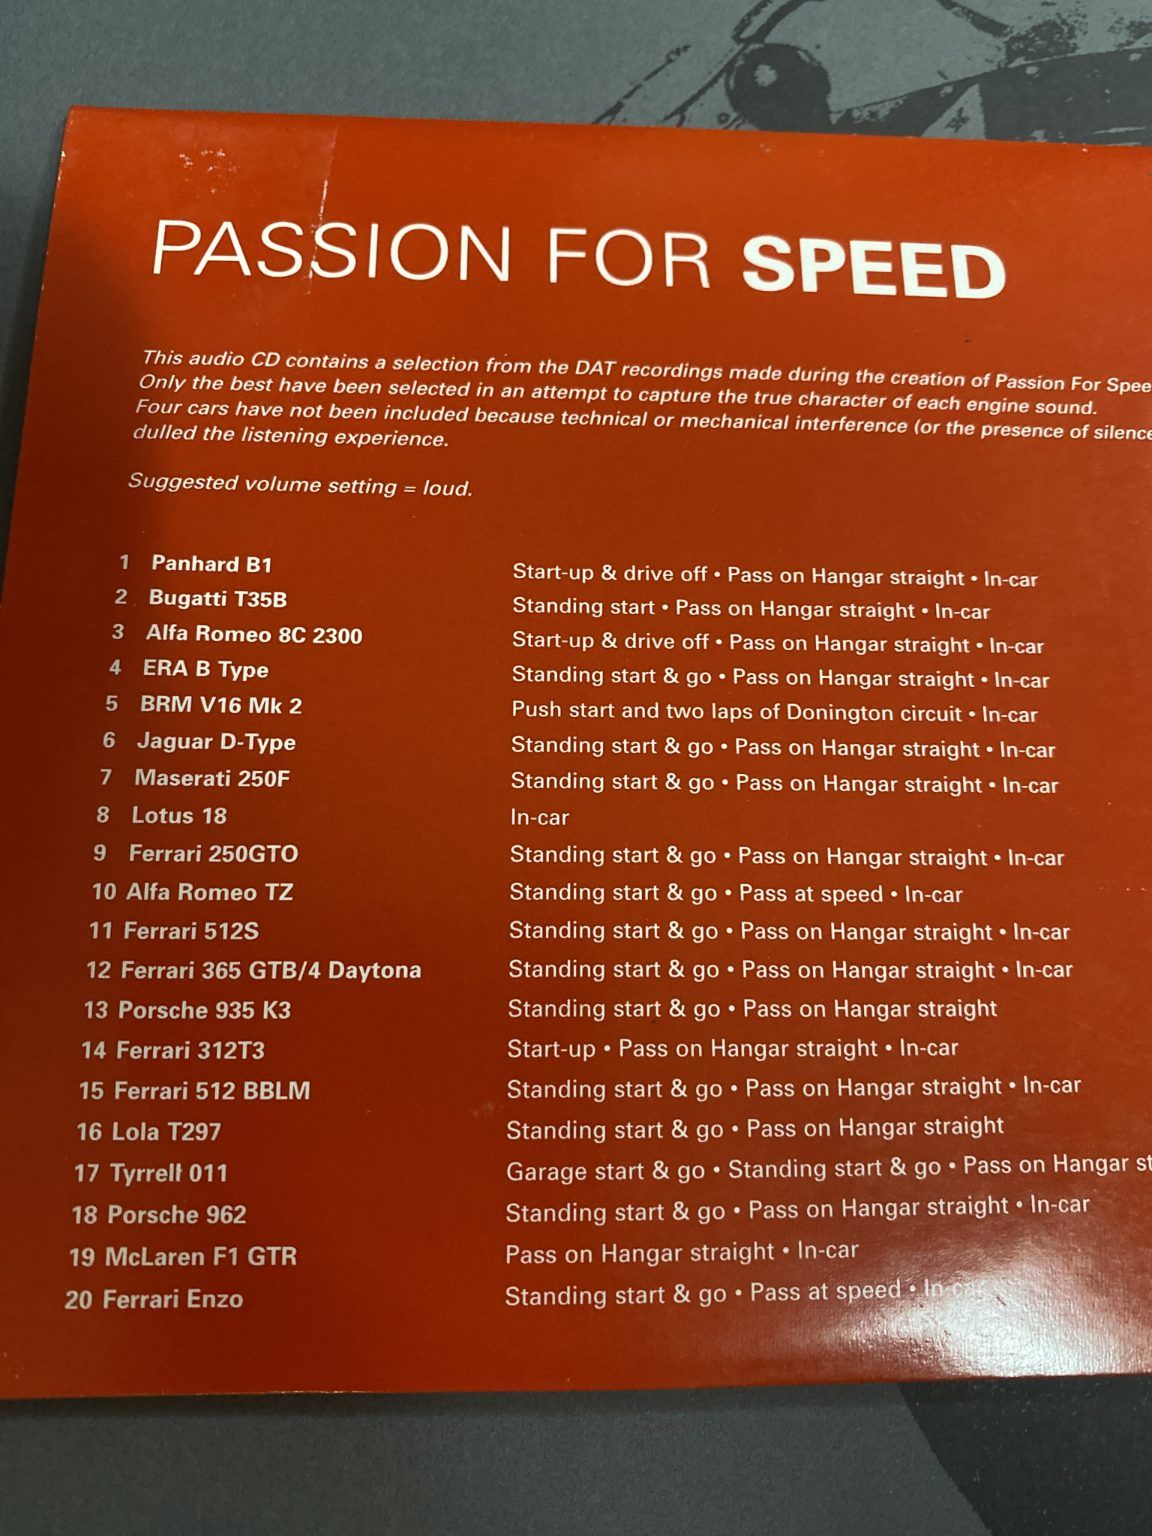 PASSION FOR SPEED
This audio CD contains a selection from the DAT recordings made during the creation of Passion For Spee
Only the best have been selected in an attempt to capture the true character of each engine sound.
Four cars have not been included because technical or mechanical interference (or the presence of silence
dulled the listening experience.
Suggested volume setting = loud.
1 Panhard B1 Start-up & drive off • Pass on Hangar straight • In-car
2 Bugatti T35B Standing start • Pass on Hangar straight • In-car
3 Alfa Romeo 8C 2300 Start-up & drive off • Pass on Hangar straight • In-car
4 ERA B Type Standing start & go • Pass on Hangar straight • In-car
5 BRM V16 Mk 2 Push start and two laps of Donington circuit • In-car
6 Jaguar D-Type Standing start & go • Pass on Hangar straight • In-car
7 Maserati 250F Standing start & go • Pass on Hangar straight • In-car
8 Lotus 18 In-car
9 Ferrari 250GTO Standing start & go • Pass on Hangar straight • In-car
10 Alfa Romeo TZ Standing start & go • Pass at speed • In-car
11 Ferrari 512S Standing start & go • Pass on Hangar straight • In-car
12 Ferrari 365 GTB/4 Daytona Standing start & go • Pass on Hangar straight • In-car
13 Porsche 935 K3 Standing start & go • Pass on Hangar straight
14 Ferrari 312T3 Start-up • Pass on Hangar straight • In-car
15 Ferrari 512 BBLM Standing start & go • Pass on Hangar straight • In-car
16 Lola T297 Standing start & go • Pass on Hangar straight
17 Tyrrell 011 Garage start & go • Standing start & go • Pass on Hangar st
18 Porsche 962 Standing start & go • Pass on Hangar straight • In-car
19 McLaren F1 GTR Pass on Hangar straight • In-car
20 Ferrari Enzo Standing start & go • Pass at speed • In-car